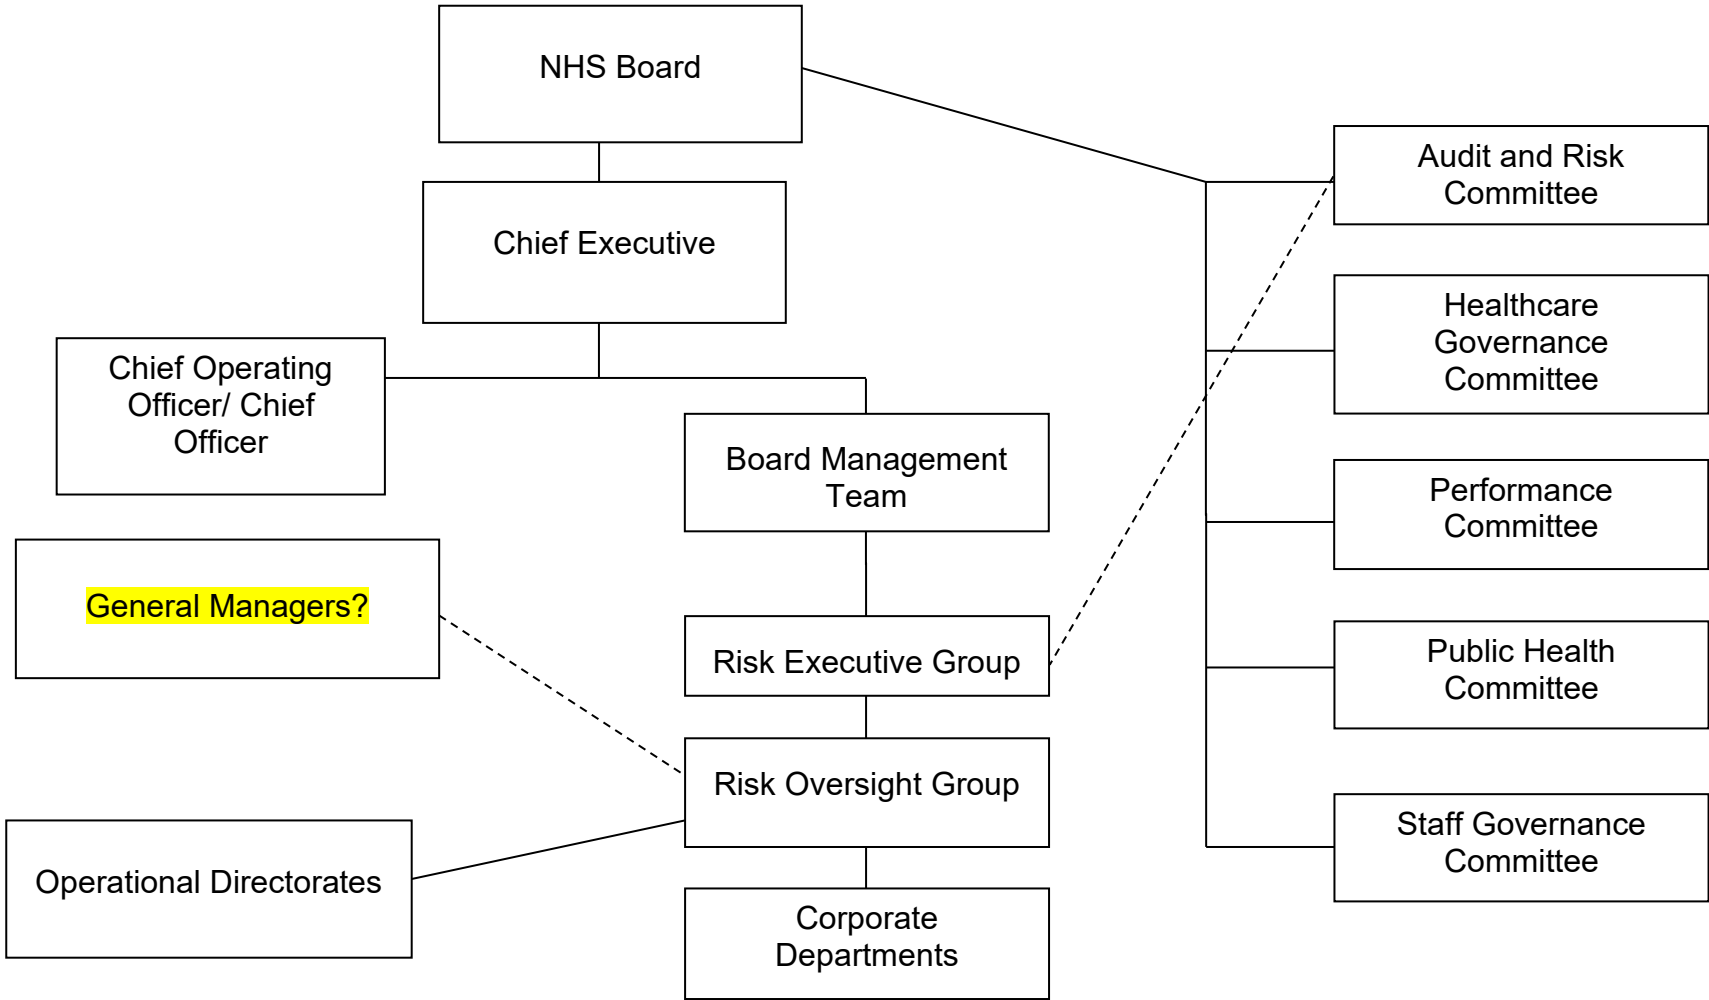 NHS Board
Audit and Risk
Committee
Chief Executive
Healthcare
Governance
Committee
Chief Operating
Officer/ Chief
Officer
Board Management
Team
Performance
Committee
General Managers?
Risk Executive Group
Public Health
Committee
Risk Oversight Group
Staff Governance
Committee
Operational Directorates
Corporate
Departments